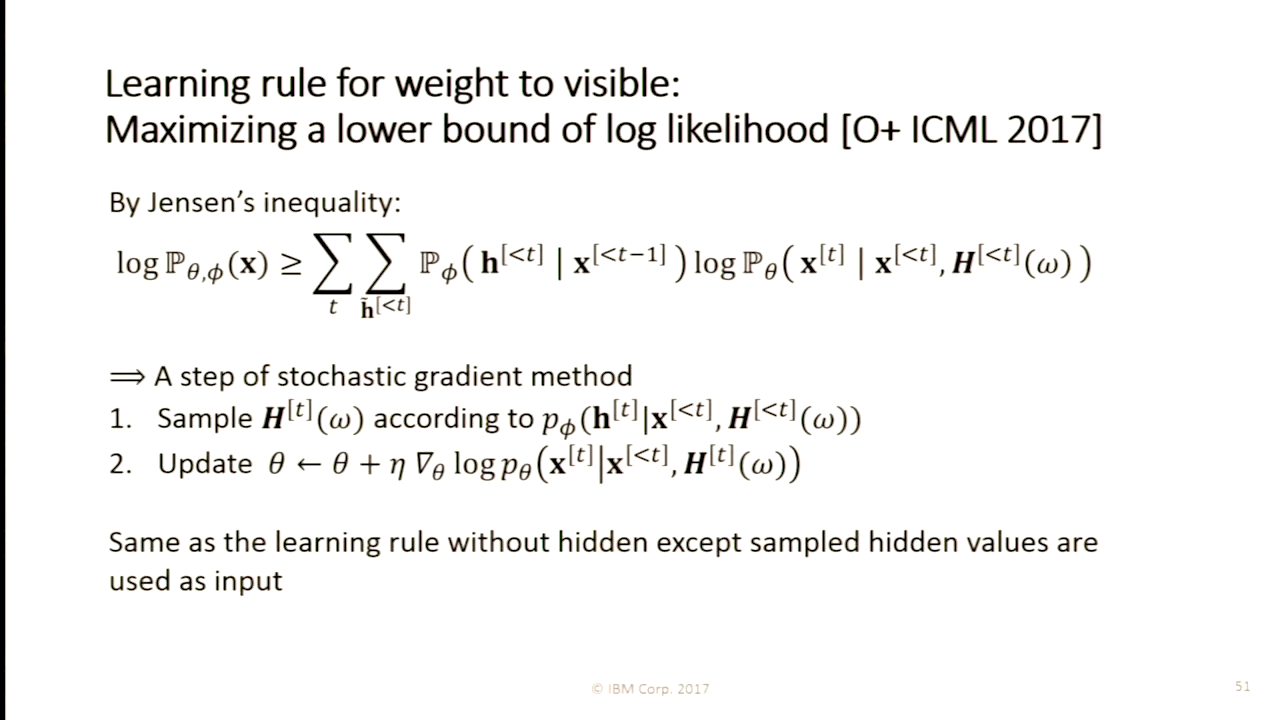 Learning rule for weight to visible:
Maximizing a lower bound of log likelihood [O+ ICML 2017]
By Jensen's inequality:
log ℙ_{θ,ϕ}(𝐱) ≥ ∑_t ∑_{𝐡̃^{[<t]}} ℙ_ϕ(𝐡^{[<t]} | 𝐱^{[<t−1]}) log ℙ_θ(𝐱^{[t]} | 𝐱^{[<t]}, 𝑯^{[<t]}(ω))
⟹ A step of stochastic gradient method
1. Sample 𝑯^{[t]}(ω) according to p_ϕ(𝐡^{[t]}|𝐱^{[<t]}, 𝑯^{[<t]}(ω))
2. Update θ ← θ + η ∇_θ log p_θ(𝐱^{[t]}|𝐱^{[<t]}, 𝑯^{[t]}(ω))
Same as the learning rule without hidden except sampled hidden values are
used as input
© IBM Corp. 2017
51